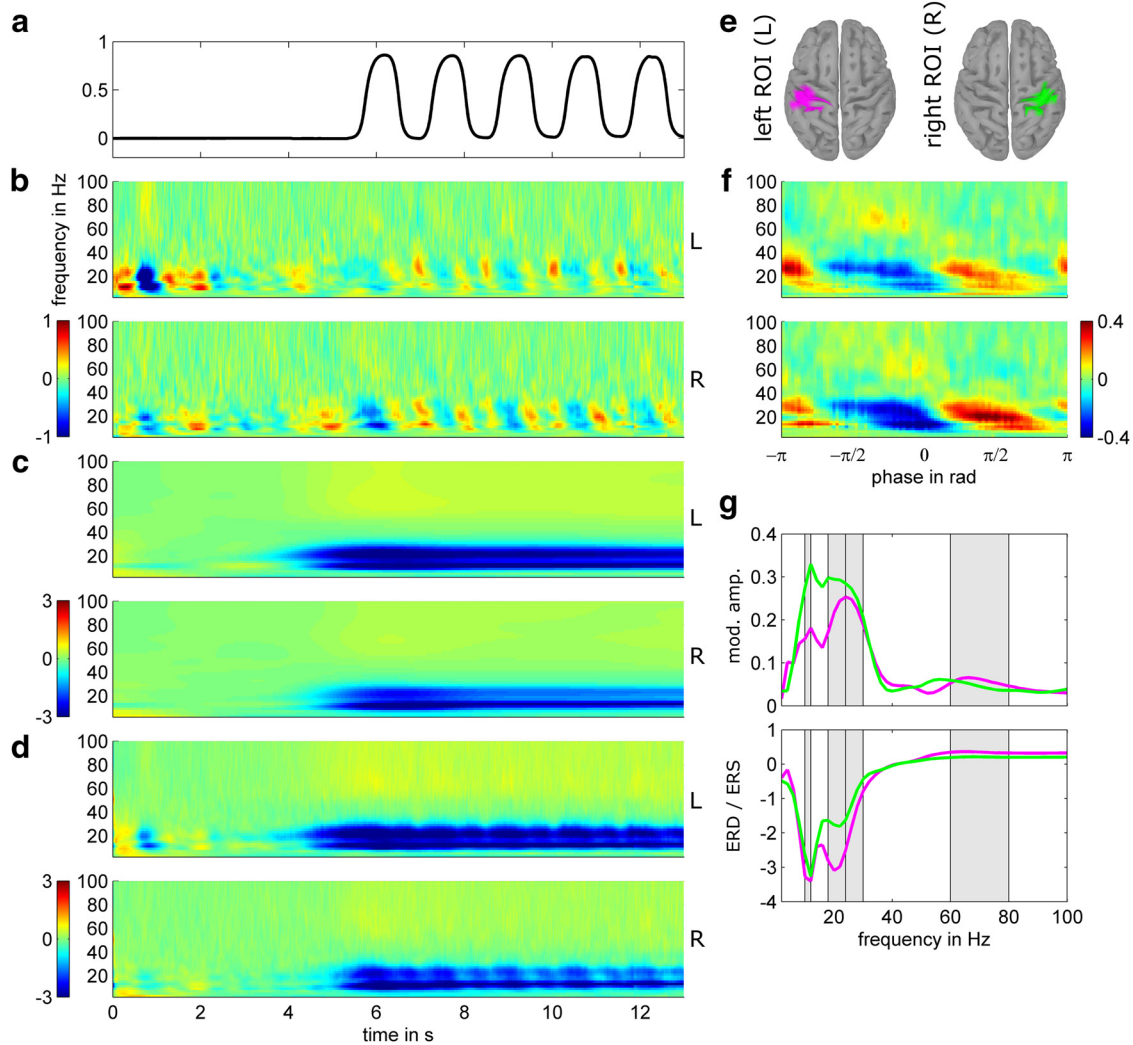 a
1
0.5
0
b
frequency in Hz
100
80
60
40
20
L
100
80
60
40
20
R
1
0
-1
c
100
80
60
40
20
L
100
80
60
40
20
R
3
0
-3
d
100
80
60
40
20
L
100
80
60
40
20
R
3
0
-3
0 2 4 6 8 10 12
time in s
e
left ROI (L)
right ROI (R)
f
100
80
60
40
20
100
80
60
40
20
0.4
0
-0.4
−π −π/2 0 π/2 π
phase in rad
g
mod. amp.
0.4
0.3
0.2
0.1
0
ERD / ERS
1
0
-1
-2
-3
-4
20 40 60 80 100
frequency in Hz